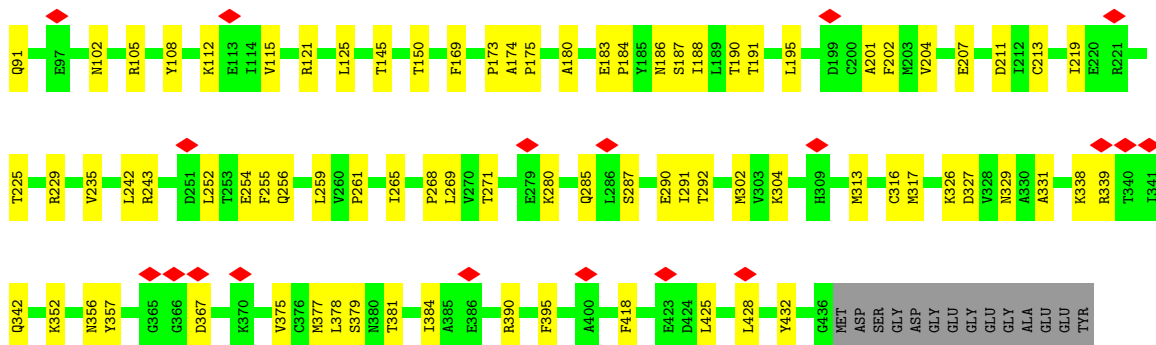 Q91 E97 N102 R105 Y108 K112 E113 I114 V115 R121 L125 T145 T150 F169 P173 A174 P175 A180 E183 P184 Y185 N186 S187 I188 L189 T190 T191 L195 D199 C200 A201 F202 M203 V204 E207 D211 I212 C213 I219 E220 R221
T225 R229 V235 L242 R243 D251 L252 T253 E254 F255 Q256 L259 V260 P261 I265 P268 L269 V270 T271 E279 K280 Q285 L286 S287 E290 I291 T292 M302 V303 K304 H309 M313 C316 M317 K326 D327 V328 N329 A330 A331 K338 R339 T340 I341
Q342 K352 N356 Y357 G365 G366 D367 K370 V375 C376 M377 L378 S379 N380 T381 I384 A385 E386 R390 F395 A400 F418 E423 D424 L425 L428 Y432 G436 MET ASP SER GLY ASP GLY GLU GLY GLU GLY ALA GLU GLU TYR